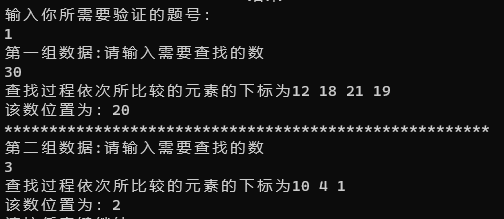 输入你所需要验证的题号:
1
第一组数据:请输入需要查找的数
30
查找过程依次所比较的元素的下标为12 18 21 19
该数位置为: 20
******************************************************
第二组数据:请输入需要查找的数
3
查找过程依次所比较的元素的下标为10 4 1
该数位置为: 2